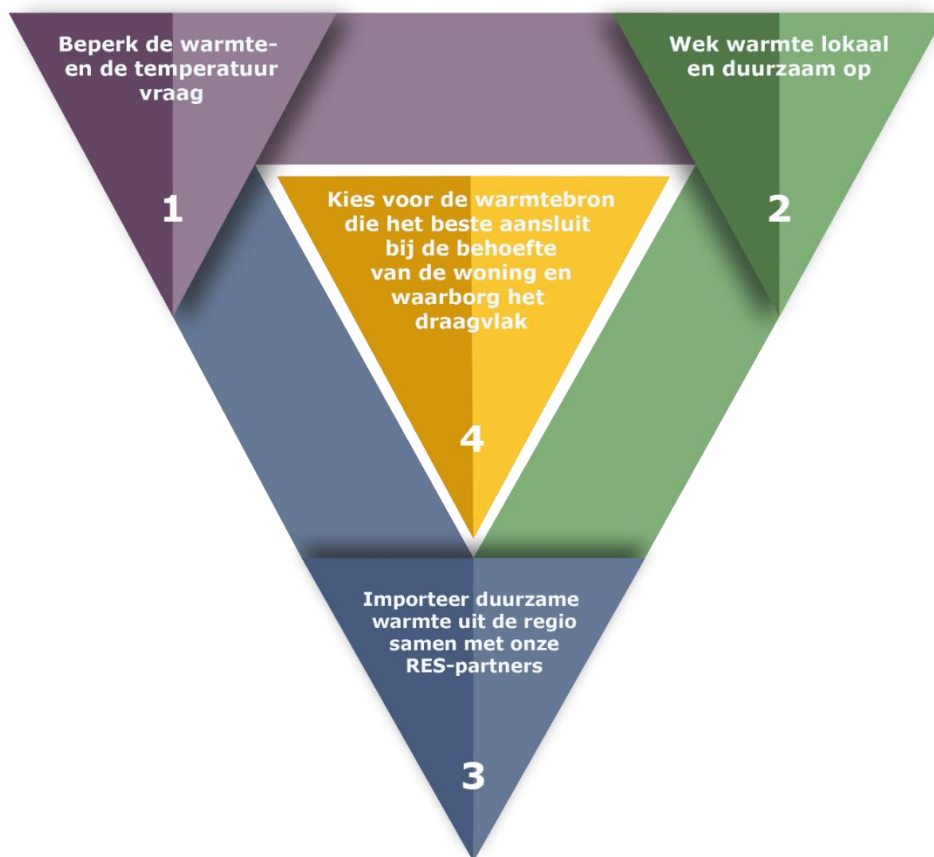 Beperk de warmte-
en de temperatuur
vraag
1
Wek warmte lokaal
en duurzaam op
2
Importeer duurzame
warmte uit de regio
samen met onze
RES-partners
3
Kies voor de warmtebron
die het beste aansluit
bij de behoefte
van de woning en
waarborg het
draagvlak
4